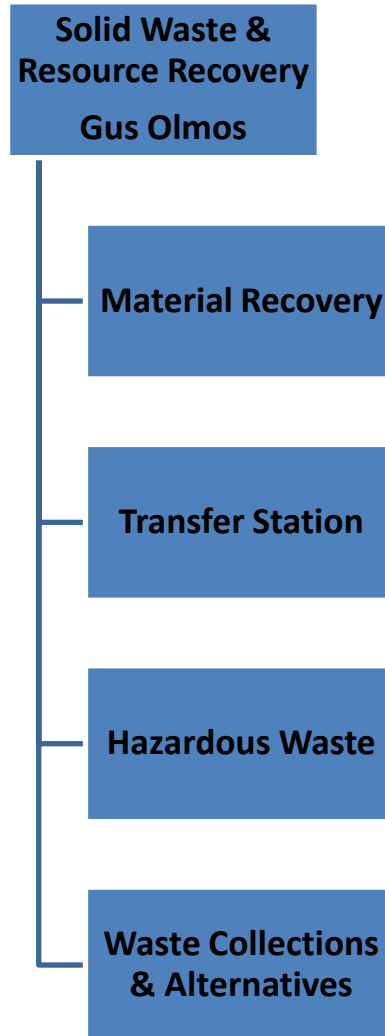 Solid Waste &
Resource Recovery
Gus Olmos
Material Recovery
Transfer Station
Hazardous Waste
Waste Collections
& Alternatives